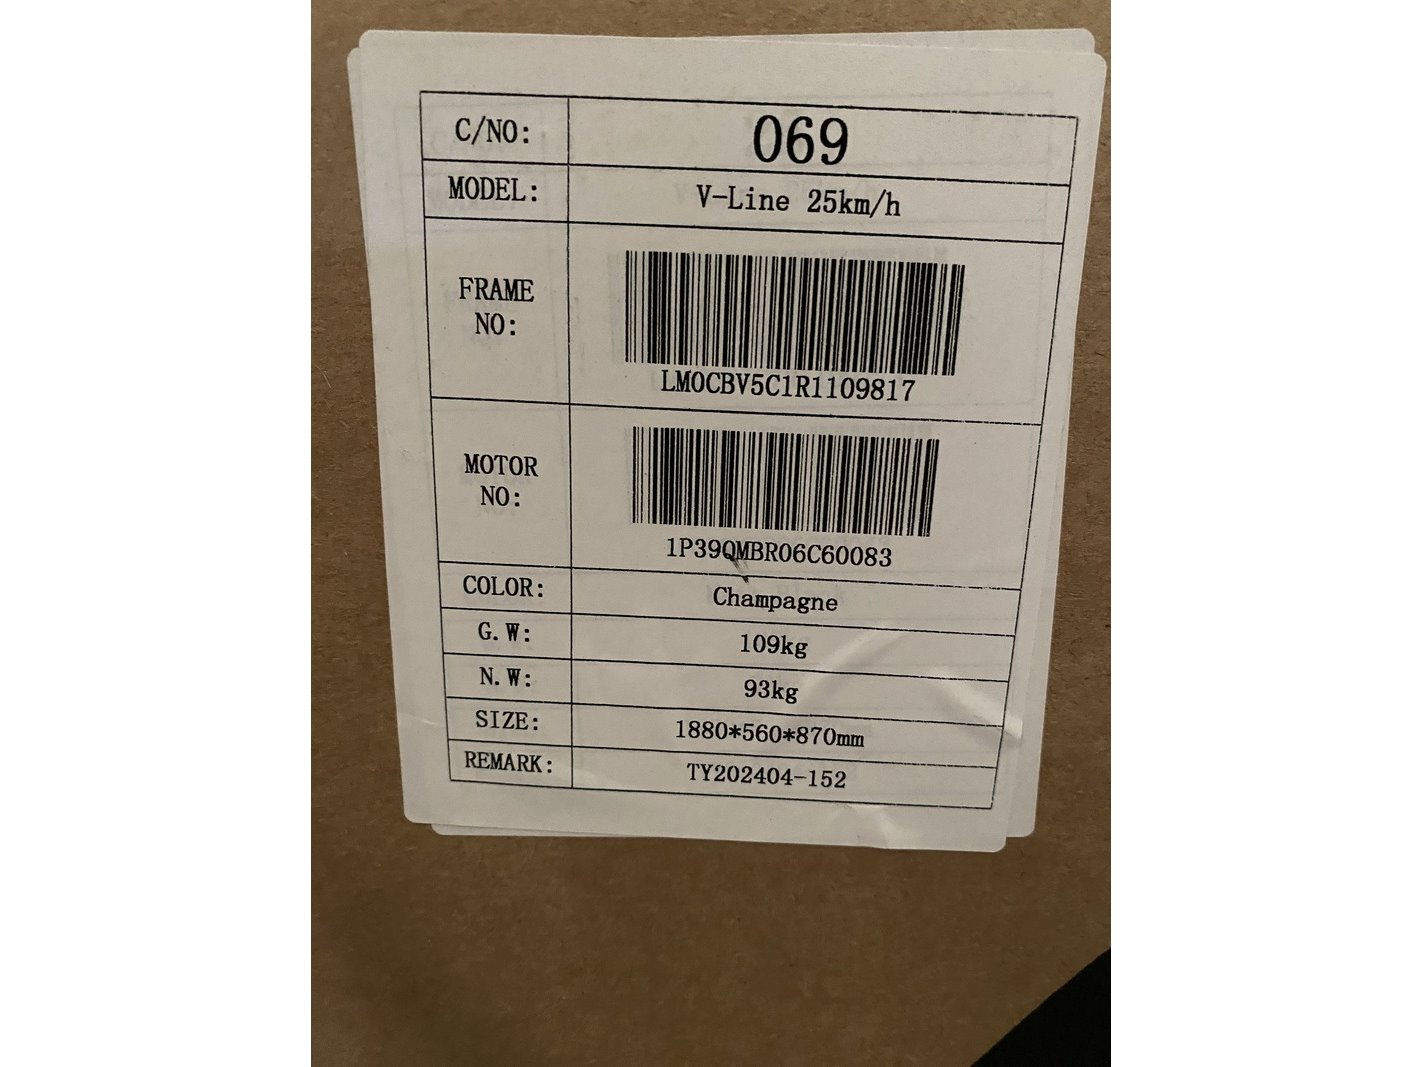 C/NO: 069
MODEL: V-Line 25km/h
FRAME
NO:
LM0CBV5C1R1109817
MOTOR
NO:
1P39QMBR06C60083
COLOR: Champagne
G.W: 109kg
N.W: 93kg
SIZE: 1880*560*870mm
REMARK: TY202404-152